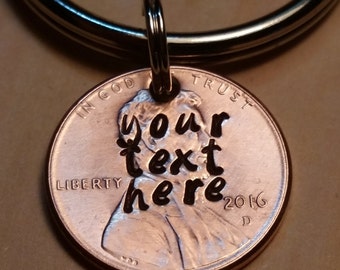 IN GOD WE TRUST
your
text
here
LIBERTY
2016
D